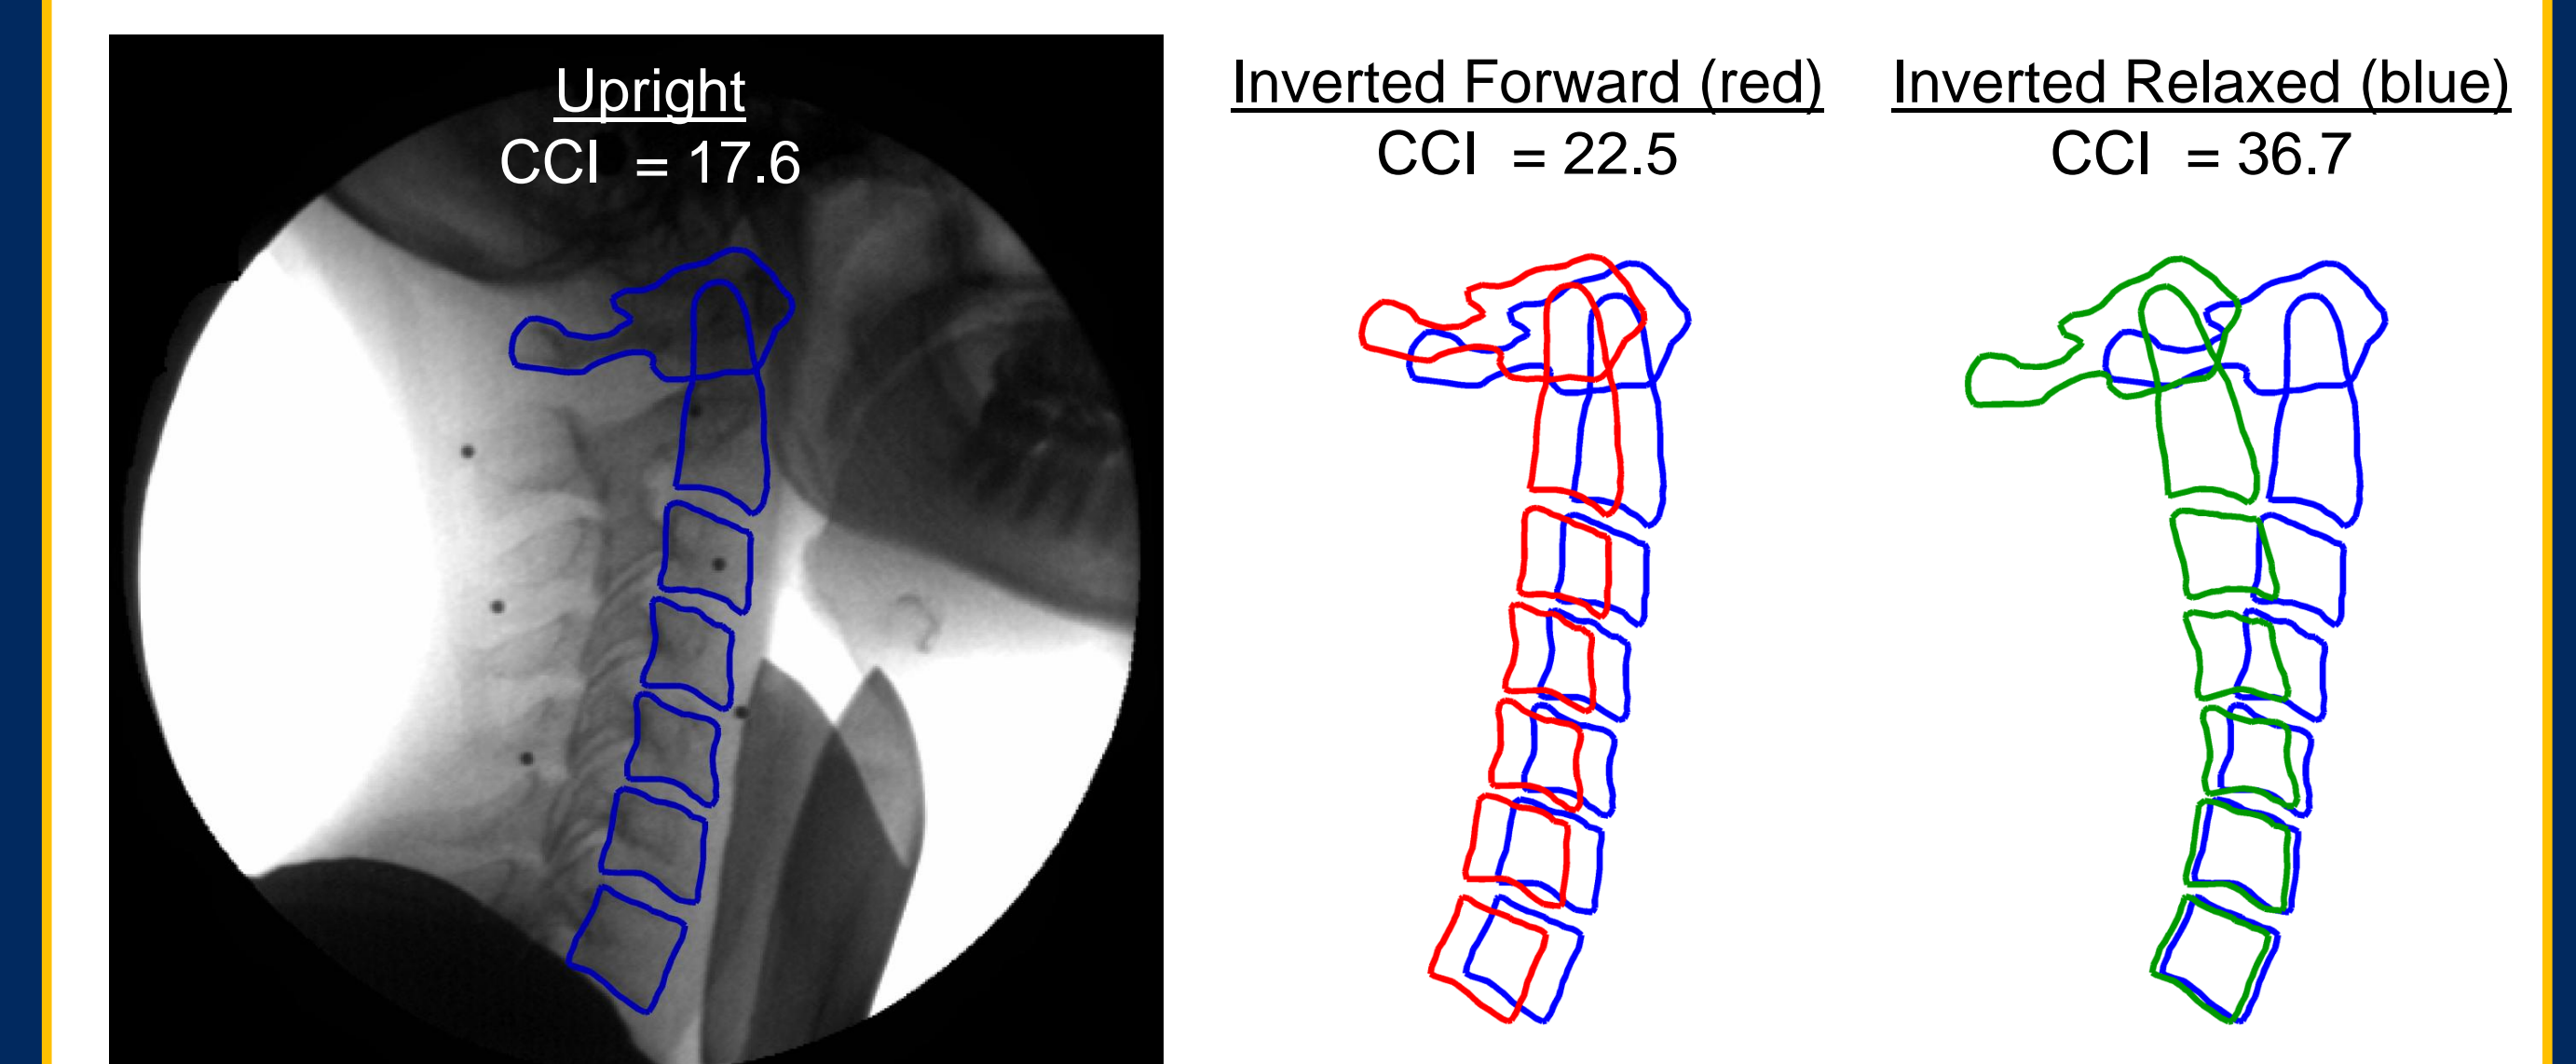 Upright
CCI = 17.6
Inverted Forward (red)
CCI = 22.5
Inverted Relaxed (blue)
CCI = 36.7